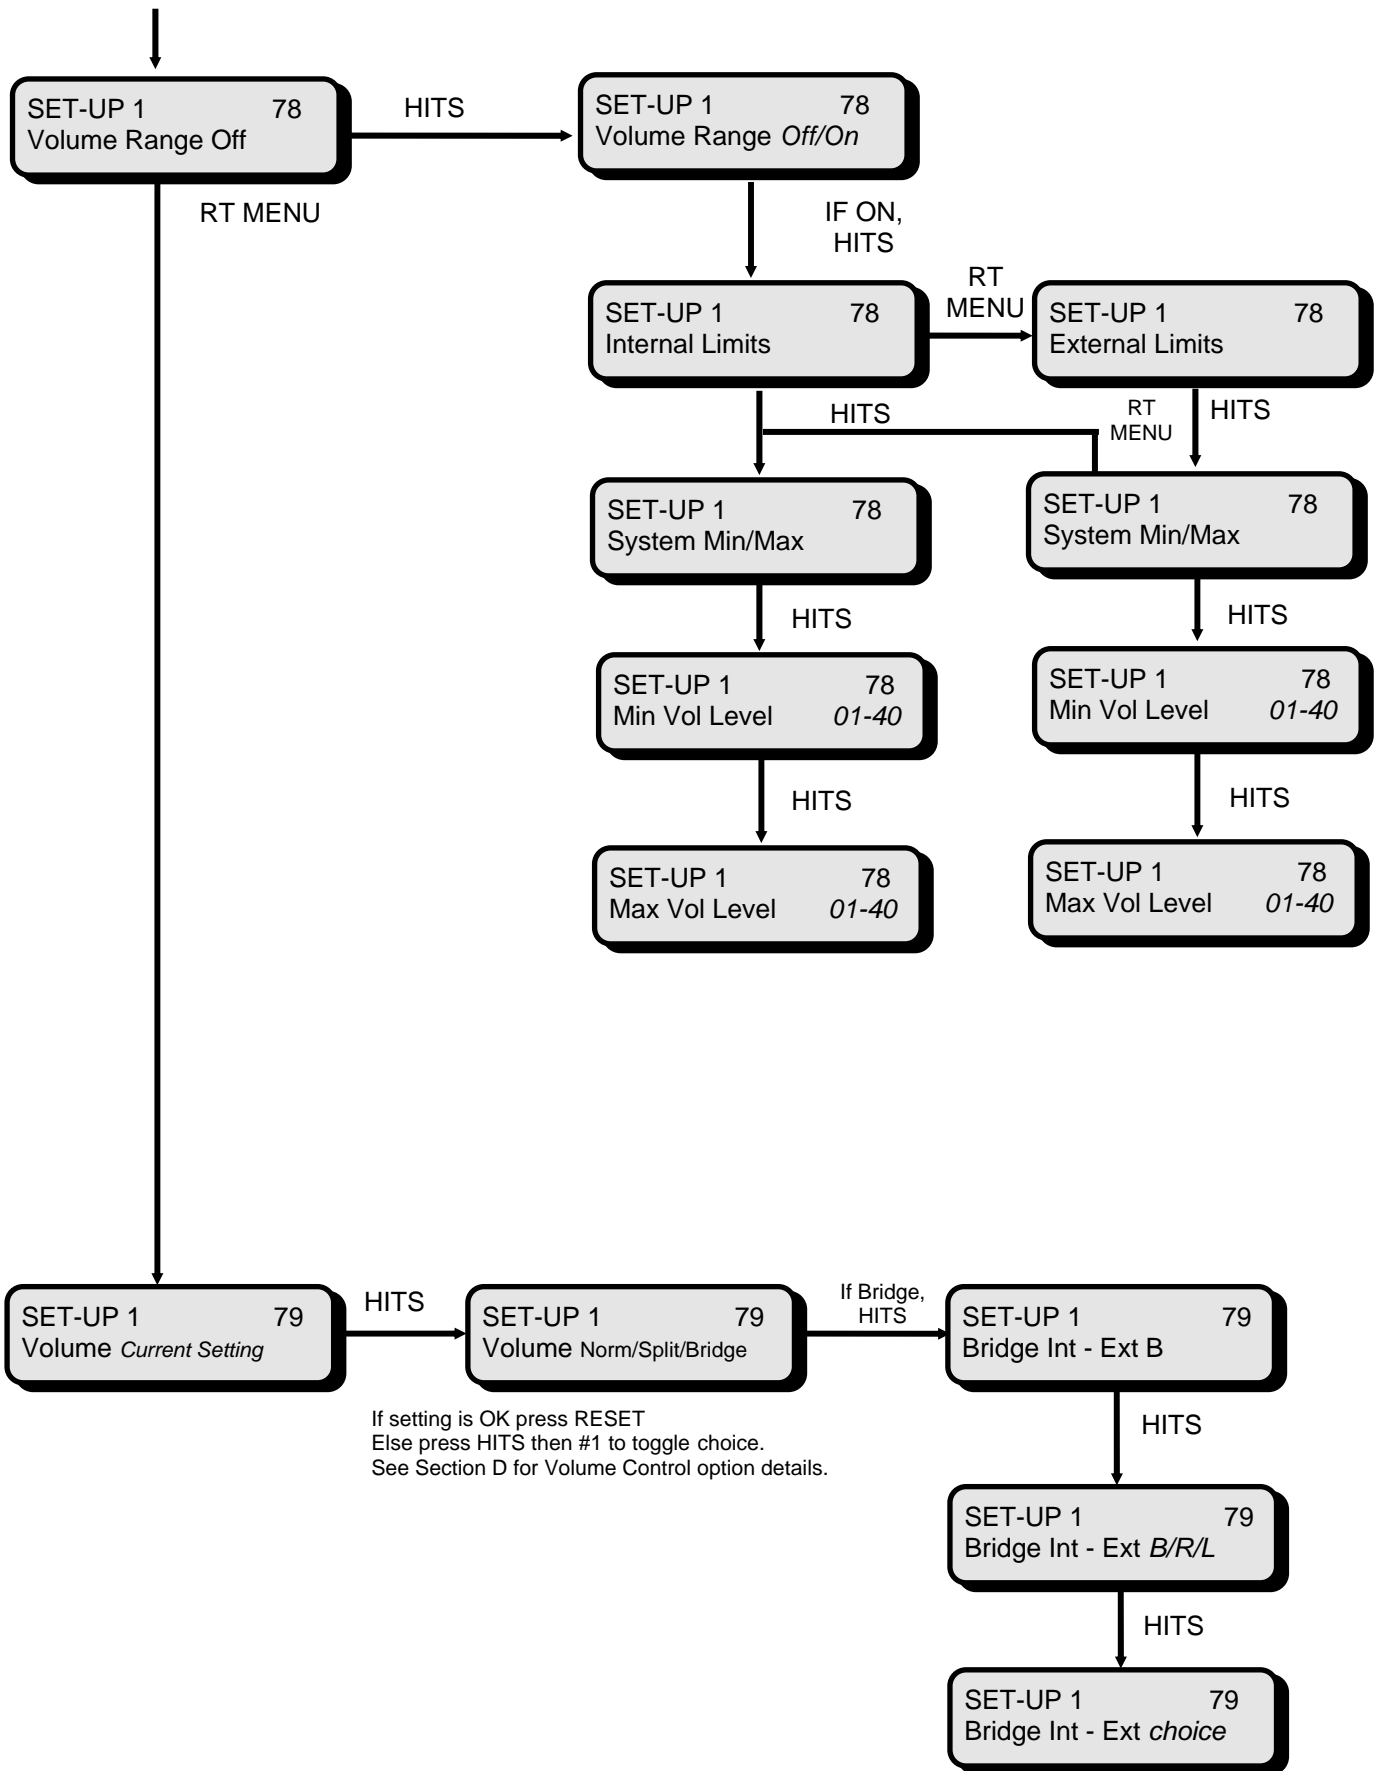 SET-UP 1 78
Volume Range Off
HITS
SET-UP 1 78
Volume Range Off/On
RT MENU
IF ON,
HITS
SET-UP 1 78
Internal Limits
RT
MENU
SET-UP 1 78
External Limits
HITS
RT
MENU
HITS
SET-UP 1 78
System Min/Max
SET-UP 1 78
System Min/Max
HITS
HITS
SET-UP 1 78
Min Vol Level 01-40
SET-UP 1 78
Min Vol Level 01-40
HITS
HITS
SET-UP 1 78
Max Vol Level 01-40
SET-UP 1 78
Max Vol Level 01-40
SET-UP 1 79
Volume Current Setting
HITS
SET-UP 1 79
Volume Norm/Split/Bridge
If Bridge,
HITS
SET-UP 1 79
Bridge Int - Ext B
If setting is OK press RESET
Else press HITS then #1 to toggle choice.
See Section D for Volume Control option details.
HITS
SET-UP 1 79
Bridge Int - Ext B/R/L
HITS
SET-UP 1 79
Bridge Int - Ext choice